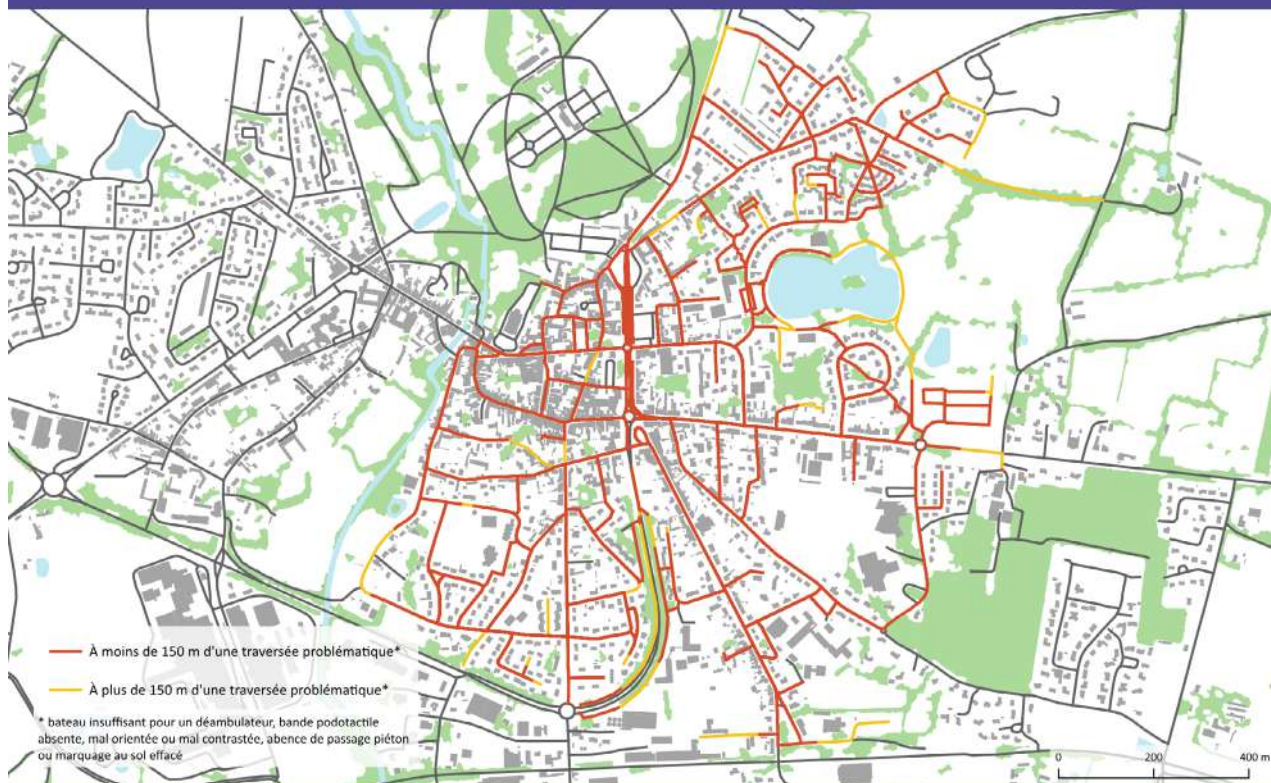 À moins de 150 m d'une traversée problématique*
À plus de 150 m d'une traversée problématique*
* bateau insuffisant pour un déambulateur, bande podotactile
absente, mal orientée ou mal contrastée, abence de passage piéton
ou marquage au sol effacé
0 200 400 m